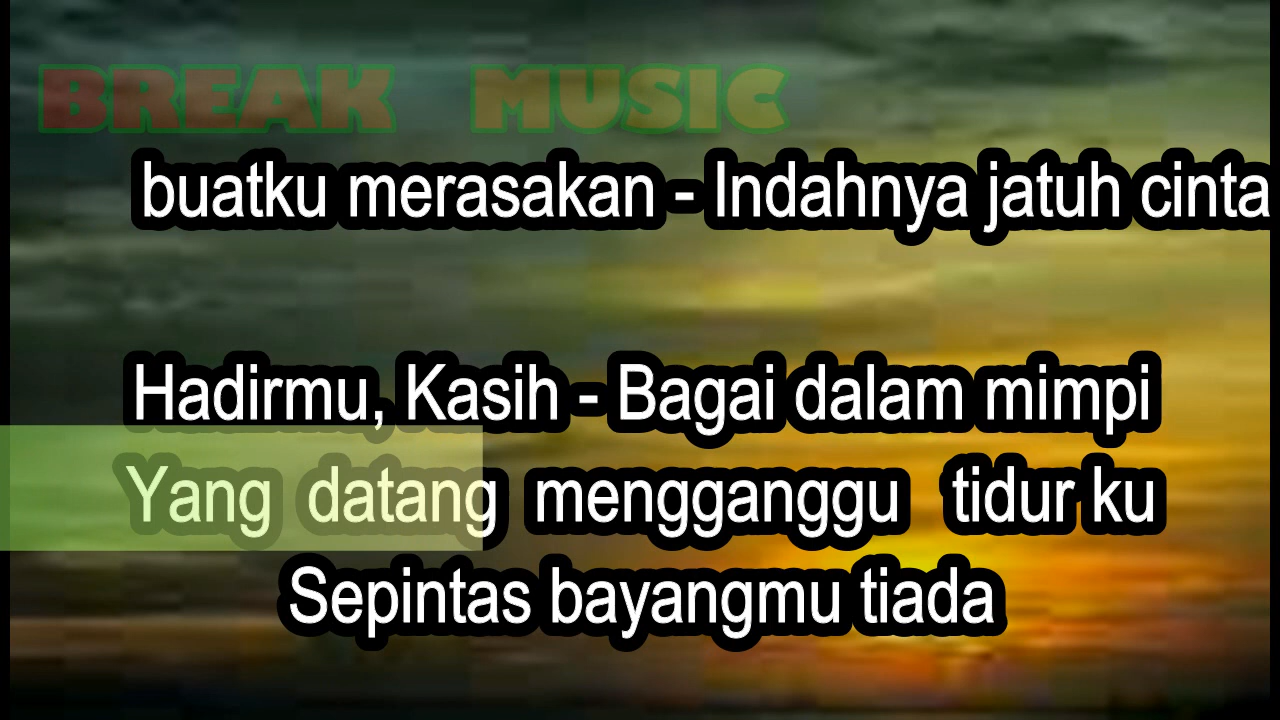 BREAK MUSIC
buatku merasakan - Indahnya jatuh cinta
Hadirmu, Kasih - Bagai dalam mimpi
Yang datang mengganggu tidur ku
Sepintas bayangmu tiada